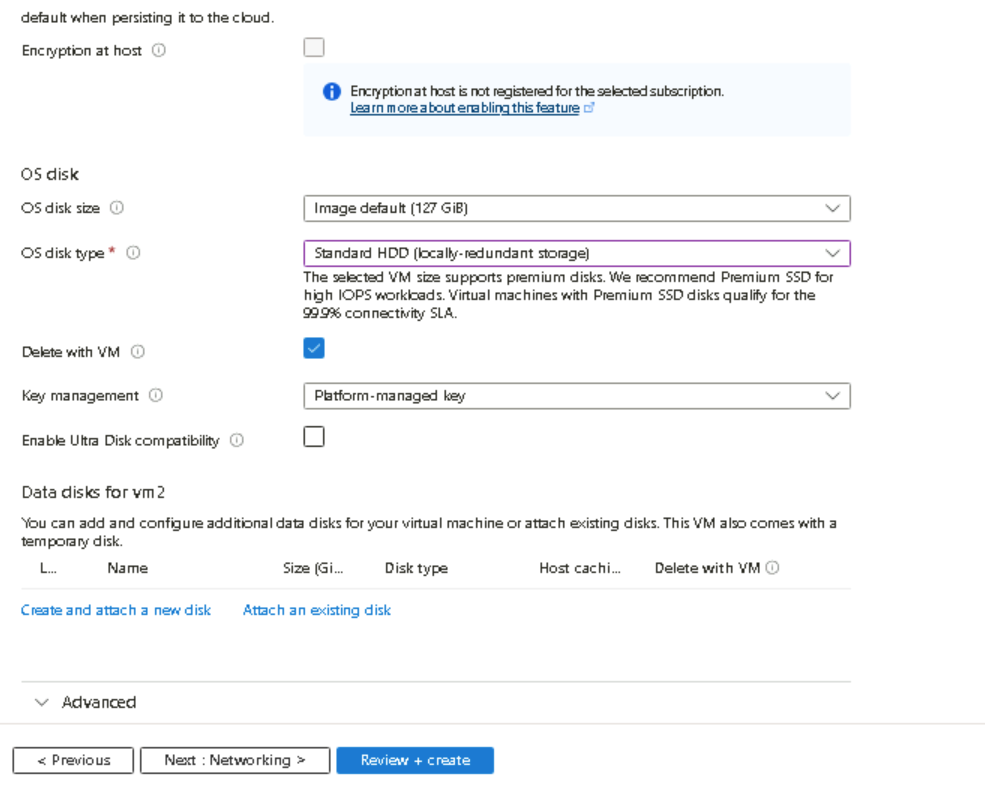 default when persisting it to the cloud.
Encryption at host
Encryption at host is not registered for the selected subscription.
Learn more about enabling this feature
OS disk
OS disk size
Image default (127 GiB)
OS disk type *
Standard HDD (locally-redundant storage)
The selected VM size supports premium disks. We recommend Premium SSD for
high IOPS workloads. Virtual machines with Premium SSD disks qualify for the
99.9% connectivity SLA.
Delete with VM
Key management
Platform-managed key
Enable Ultra Disk compatibility
Data disks for vm2
You can add and configure additional data disks for your virtual machine or attach existing disks. This VM also comes with a
temporary disk.
L... Name Size (Gi... Disk type Host cachi... Delete with VM
Create and attach a new disk Attach an existing disk
Advanced
< Previous Next : Networking > Review + create